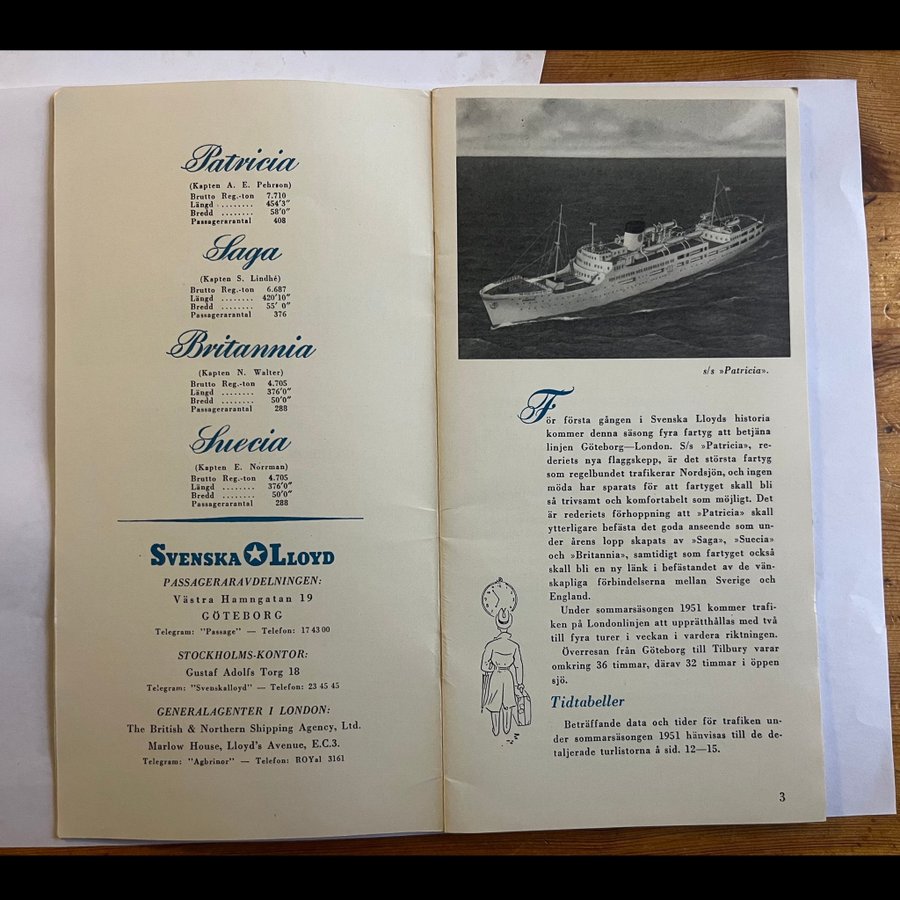 Patricia
(Kapten A. E. Pehrson)
Brutto Reg.-ton 7.710
Längd ........ 454'3"
Bredd ........ 58'0"
Passagerarantal 408
Saga
(Kapten S. Lindhé)
Brutto Reg.-ton 6.687
Längd ........ 420'10"
Bredd ........ 55' 0"
Passagerarantal 376
Britannia
(Kapten N. Walter)
Brutto Reg.-ton 4.705
Längd ........ 376'0"
Bredd ........ 50'0"
Passagerarantal 288
Suecia
(Kapten E. Norrman)
Brutto Reg.-ton 4.705
Längd ........ 376'0"
Bredd ........ 50'0"
Passagerarantal 288
SVENSKA LLOYD
PASSAGERARAVDELNINGEN:
Västra Hamngatan 19
GÖTEBORG
Telegram: "Passage" — Telefon: 17 43 00
STOCKHOLMS-KONTOR:
Gustaf Adolfs Torg 18
Telegram: "Svenskalloyd" — Telefon: 23 45 45
GENERALAGENTER I LONDON:
The British & Northern Shipping Agency, Ltd.
Marlow House, Lloyd's Avenue, E.C.3.
Telegram: "Agbrinor" — Telefon: ROYal 3161
s/s »Patricia».
För första gången i Svenska Lloyds historia
kommer denna säsong fyra fartyg att betjäna
linjen Göteborg—London. S/s »Patricia», re-
deriets nya flaggskepp, är det största fartyg
som regelbundet trafikerar Nordsjön, och ingen
möda har sparats för att fartyget skall bli
så trivsamt och komfortabelt som möjligt. Det
är rederiets förhoppning att »Patricia» skall
ytterligare befästa det goda anseende som un-
der årens lopp skapats av »Saga», »Suecia»
och »Britannia», samtidigt som fartyget också
skall bli en ny länk i befästandet av de vän-
skapliga förbindelserna mellan Sverige och
England.
Under sommarsäsongen 1951 kommer trafi-
ken på Londonlinjen att upprätthållas med två
till fyra turer i veckan i vardera riktningen.
Överresan från Göteborg till Tilbury varar
omkring 36 timmar, därav 32 timmar i öppen
sjö.
Tidtabeller
Beträffande data och tider för trafiken un-
der sommarsäsongen 1951 hänvisas till de de-
taljerade turlistorna å sid. 12—15.
3